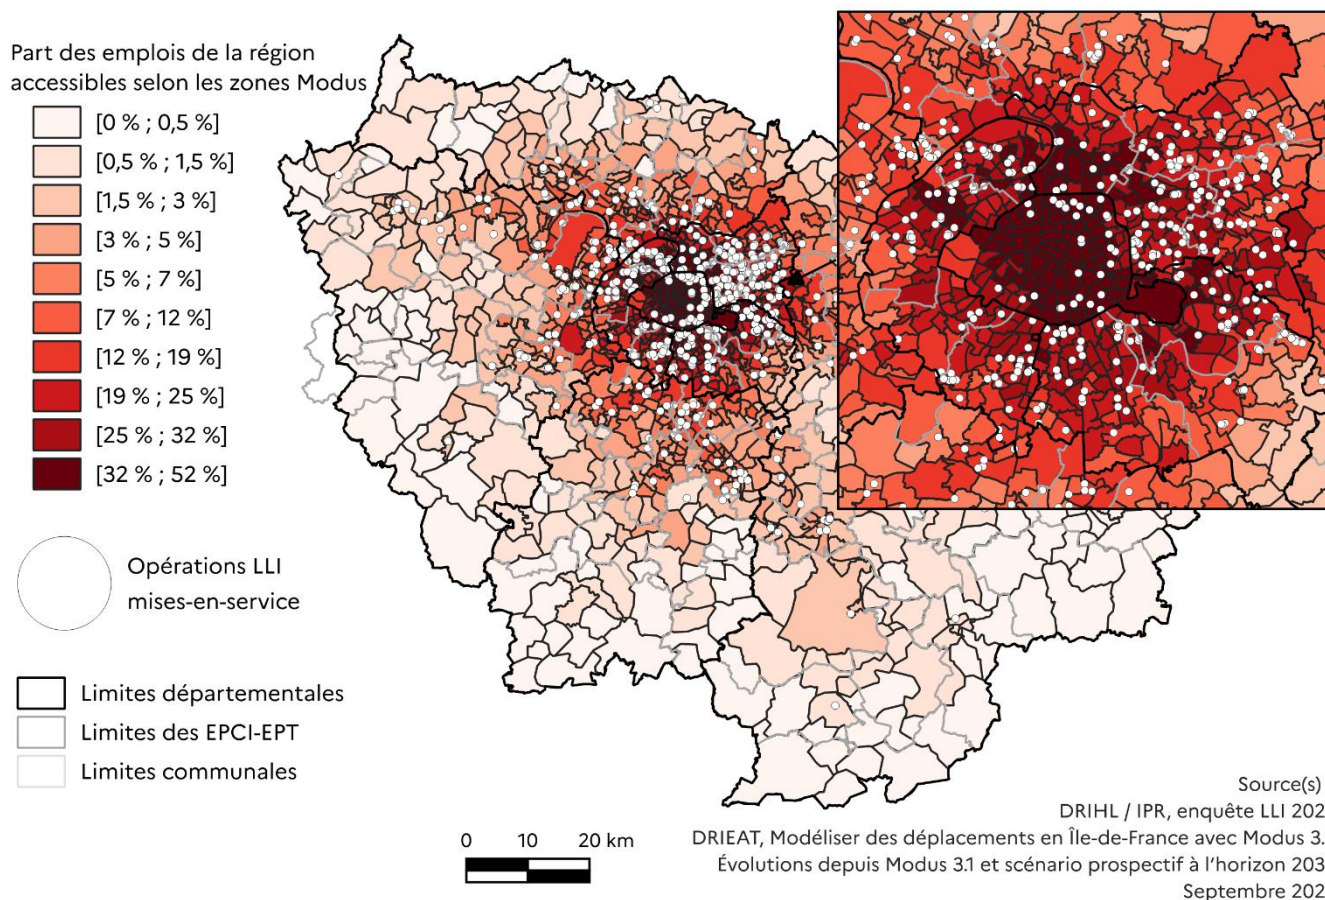 Part des emplois de la région
accessibles selon les zones Modus
[0 % ; 0,5 %]
[0,5 % ; 1,5 %]
[1,5 % ; 3 %]
[3 % ; 5 %]
[5 % ; 7 %]
[7 % ; 12 %]
[12 % ; 19 %]
[19 % ; 25 %]
[25 % ; 32 %]
[32 % ; 52 %]
Opérations LLI
mises-en-service
Limites départementales
Limites des EPCI-EPT
Limites communales
0 10 20 km
Source(s)
DRIHL / IPR, enquête LLI 202
DRIEAT, Modéliser des déplacements en Île-de-France avec Modus 3.
Évolutions depuis Modus 3.1 et scénario prospectif à l'horizon 203
Septembre 202